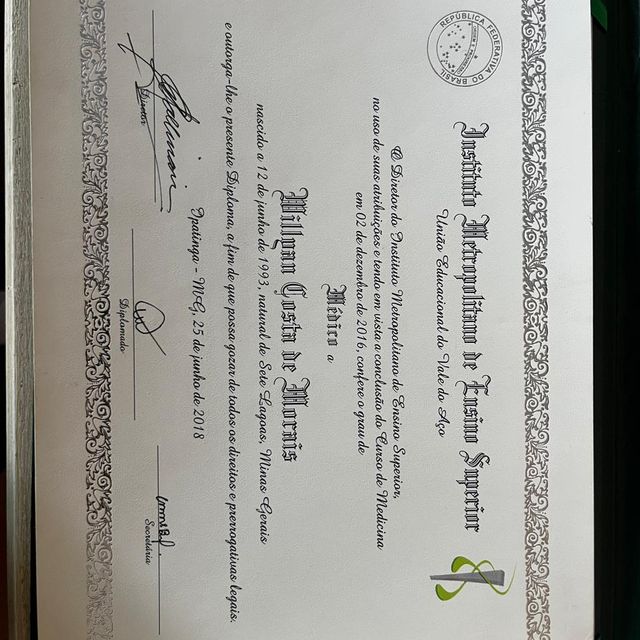 REPÚBLICA FEDERATIVA DO BRASIL
Instituto Metropolitano de Ensino Superior
União Educacional do Vale do Aço
O Diretor do Instituto Metropolitano de Ensino Superior,
no uso de suas atribuições e tendo em vista a conclusão do Curso de Medicina
em 02 de dezembro de 2016, confere o grau de
Médico a
Willyan Costa de Morais
nascido a 12 de junho de 1993, natural de Sete Lagoas, Minas Gerais
e outorga-lhe o presente Diploma, a fim de que possa gozar de todos os direitos e prerrogativas legais.
Ipatinga - MG, 25 de junho de 2018
Diretor
Diplomado
Secretária